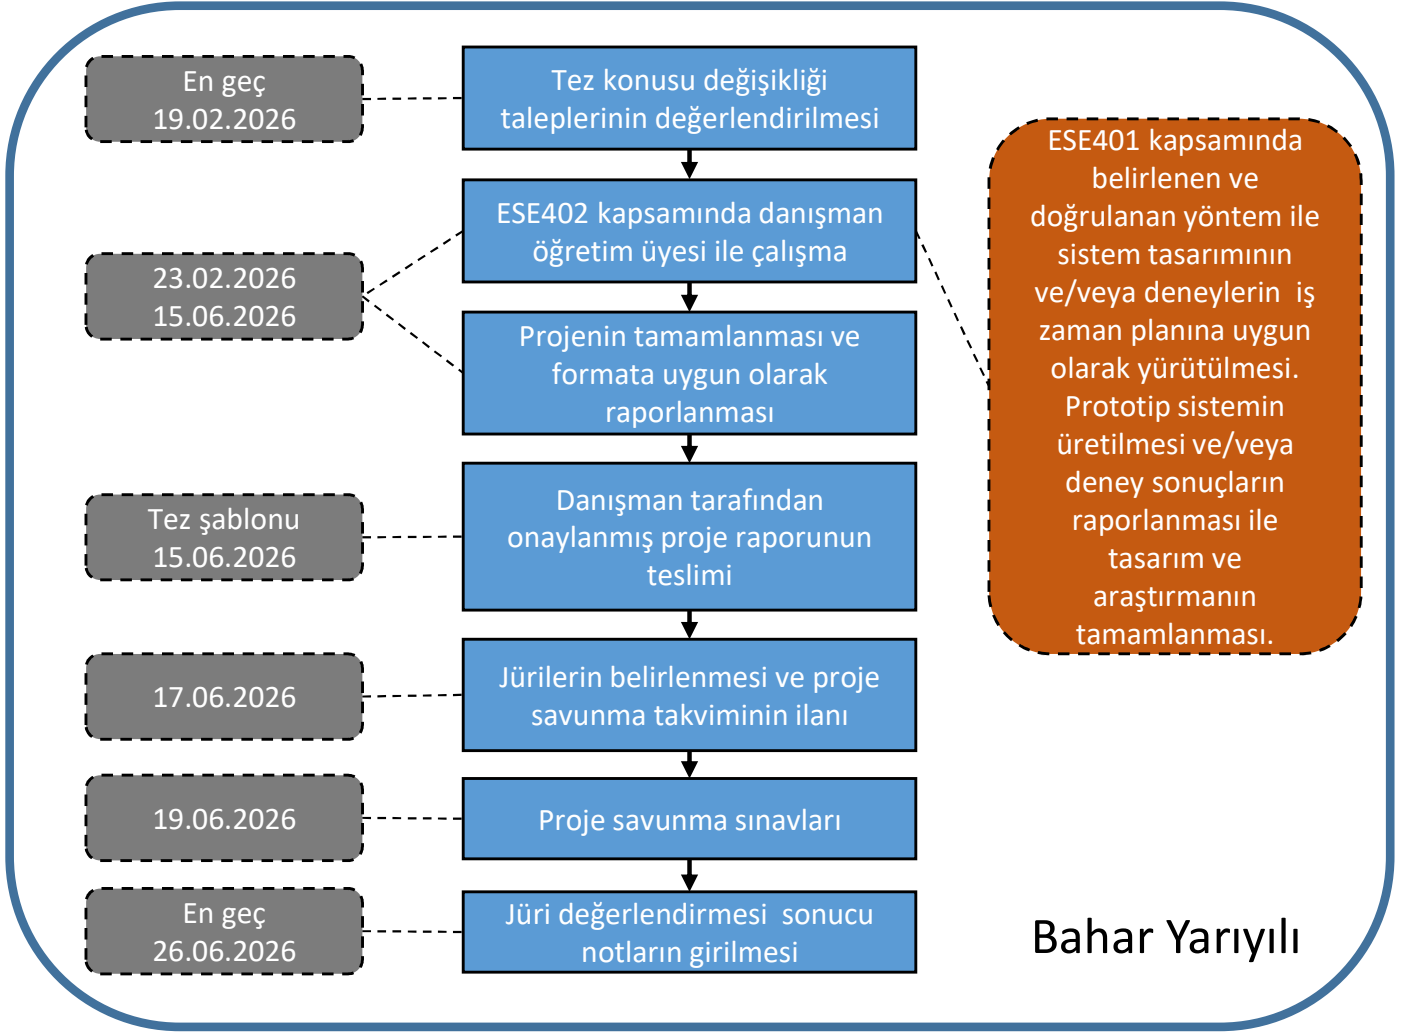 En geç
19.02.2026
Tez konusu değişikliği
taleplerinin değerlendirilmesi
ESE402 kapsamında danışman
öğretim üyesi ile çalışma
23.02.2026
15.06.2026
Projenin tamamlanması ve
formata uygun olarak
raporlanması
ESE401 kapsamında
belirlenen ve
doğrulanan yöntem ile
sistem tasarımının
ve/veya deneylerin  iş
zaman planına uygun
olarak yürütülmesi.
Prototip sistemin
üretilmesi ve/veya
deney sonuçların
raporlanması ile
tasarım ve
araştırmanın
tamamlanması.
Tez şablonu
15.06.2026
Danışman tarafından
onaylanmış proje raporunun
teslimi
17.06.2026
Jürilerin belirlenmesi ve proje
savunma takviminin ilanı
19.06.2026
Proje savunma sınavları
En geç
26.06.2026
Jüri değerlendirmesi  sonucu
notların girilmesi
Bahar Yarıyılı